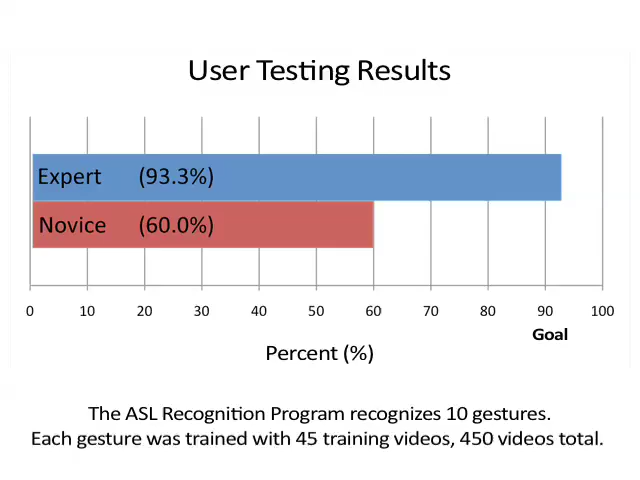 User Testing Results
Expert (93.3%)
Novice (60.0%)
0 10 20 30 40 50 60 70 80 90 100
Goal
Percent (%)
The ASL Recognition Program recognizes 10 gestures.
Each gesture was trained with 45 training videos, 450 videos total.